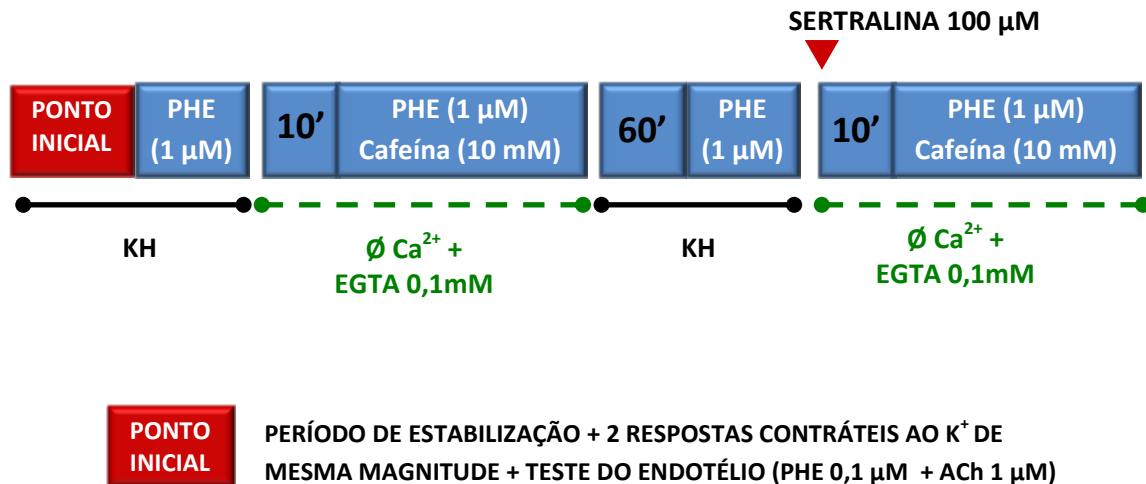 SERTRALINA 100 µM
PONTO
INICIAL
PHE
(1 µM)
10’
PHE (1 µM)
Cafeína (10 mM)
60’
PHE
(1 µM)
10’
PHE (1 µM)
Cafeína (10 mM)
KH
Ø Ca²⁺ +
EGTA 0,1mM
KH
Ø Ca²⁺ +
EGTA 0,1mM
PONTO
INICIAL
PERÍODO DE ESTABILIZAÇÃO + 2 RESPOSTAS CONTRÁTEIS AO K⁺ DE
MESMA MAGNITUDE + TESTE DO ENDOTÉLIO (PHE 0,1 µM + ACh 1 µM)